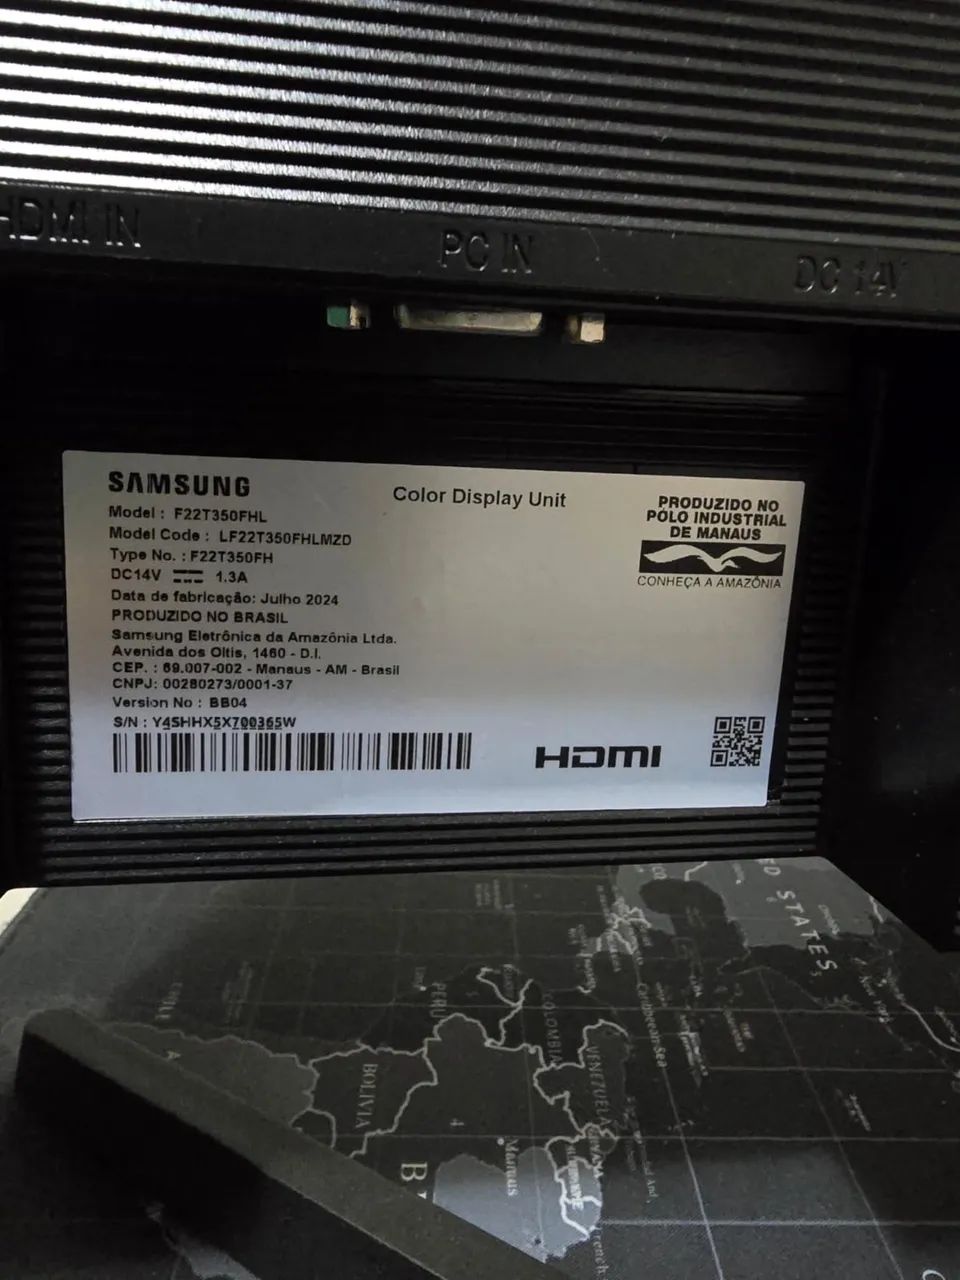 HDMI IN
PC IN
DC 14V
SAMSUNG
Color Display Unit
Model : F22T350FHL
Model Code : LF22T350FHLMZD
Type No. : F22T350FH
DC14V 1.3A
Data de fabricação: Julho 2024
PRODUZIDO NO BRASIL
Samsung Eletrônica da Amazônia Ltda.
Avenida dos Oitis, 1460 - D.I.
CEP. : 69.007-002 - Manaus - AM - Brasil
CNPJ: 00280273/0001-37
Version No : BB04
S/N : Y4SHHX5X700365W
PRODUZIDO NO
PÓLO INDUSTRIAL
DE MANAUS
CONHEÇA A AMAZÔNIA
HDMI
STATES
PERU
COLOMBIA
VENEZUELA
Caribbean Sea
BOLIVIA
Manaus